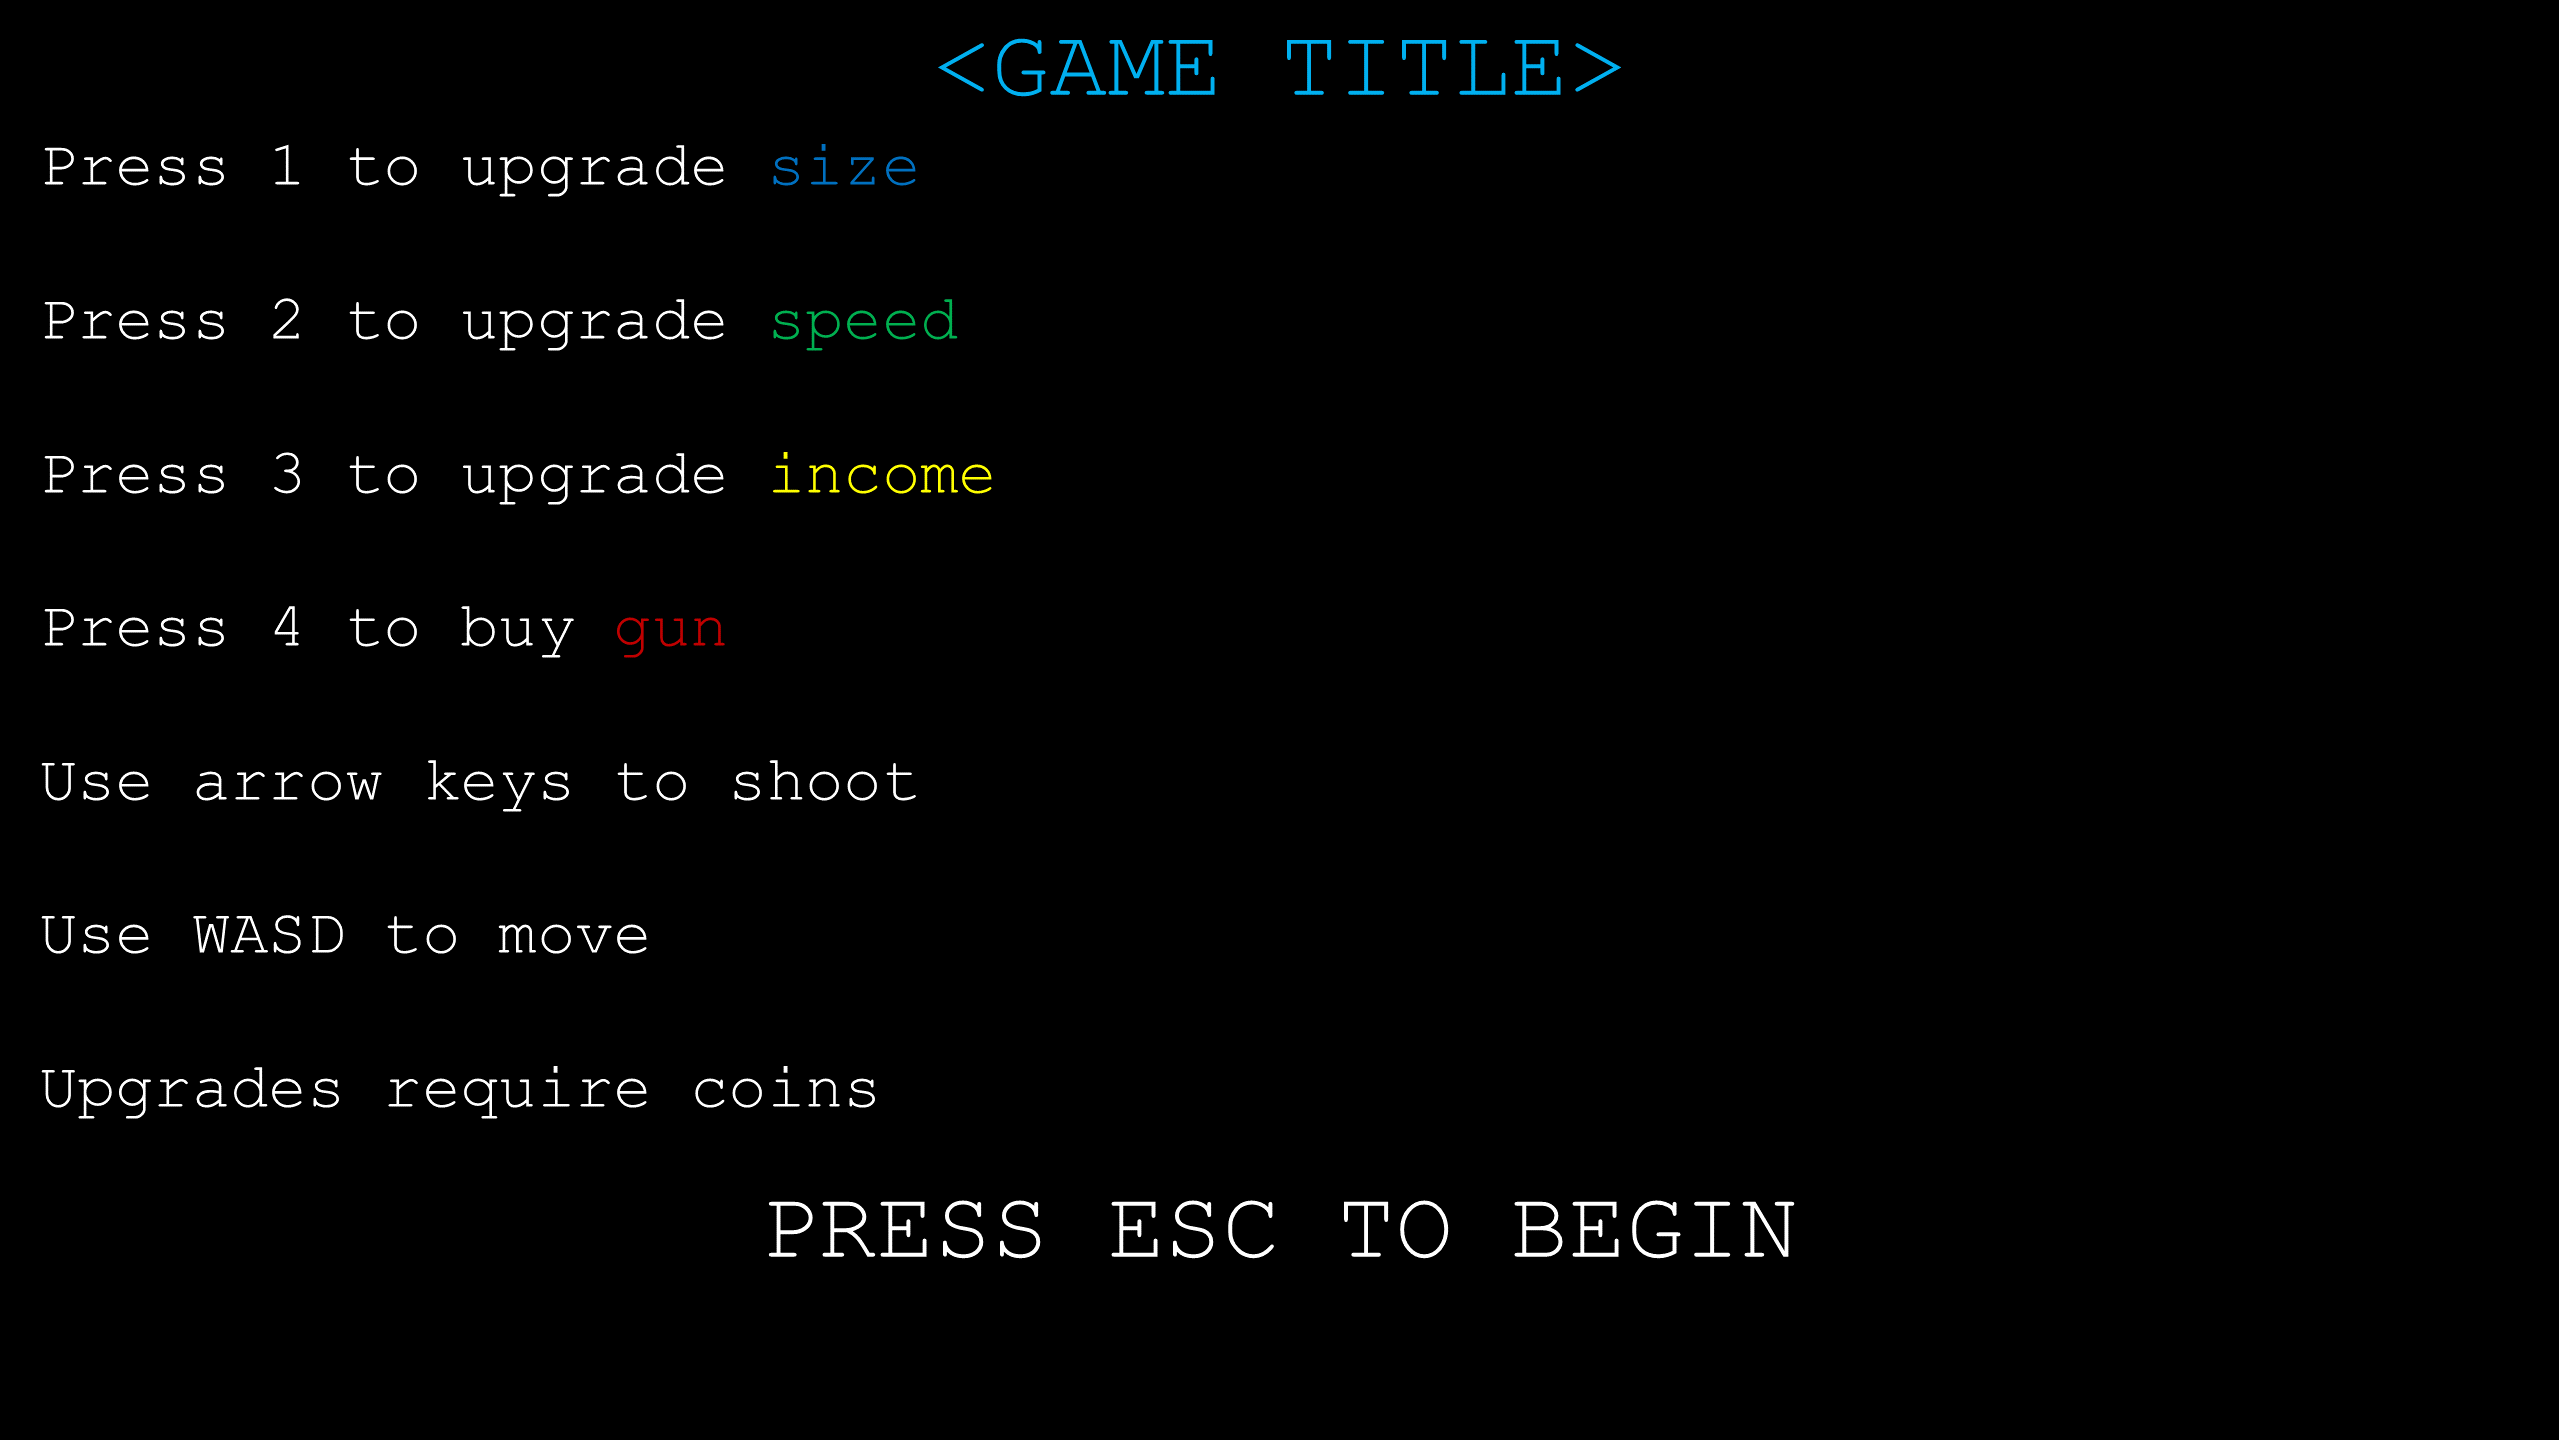 <GAME TITLE>
Press 1 to upgrade size
Press 2 to upgrade speed
Press 3 to upgrade income
Press 4 to buy gun
Use arrow keys to shoot
Use WASD to move
Upgrades require coins
PRESS ESC TO BEGIN